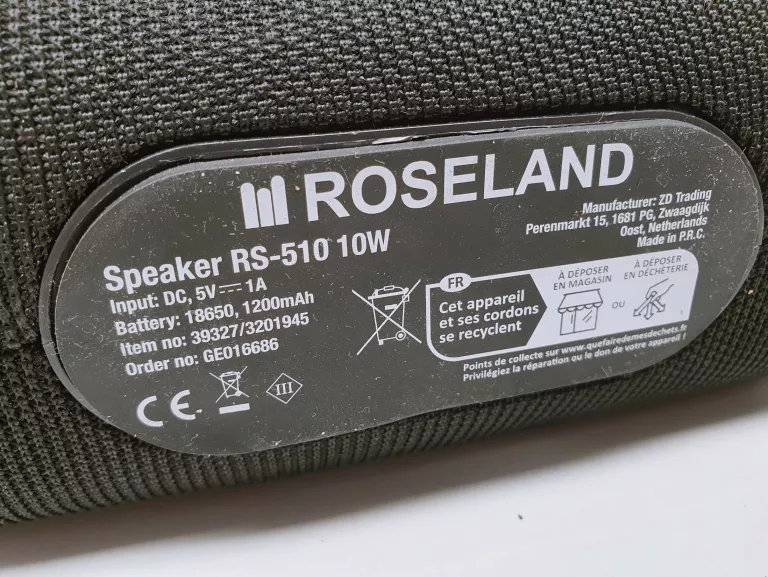 ROSELAND
Manufacturer: ZD Trading
Perenmarkt 15, 1681 PG, Zwaagdijk
Oost, Netherlands
Made in P.R.C.
Speaker RS-510 10W
Input: DC, 5V⎓1A
Battery: 18650, 1200mAh
Item no: 39327/3201945
Order no: GE016686
CE
III
FR
Cet appareil
et ses cordons
se recyclent
À DÉPOSER
EN MAGASIN
OU
À DÉPOSER
EN DÉCHÈTERIE
Points de collecte sur www.quefairedemesdechets.fr
Privilégiez la réparation ou le don de votre appareil !